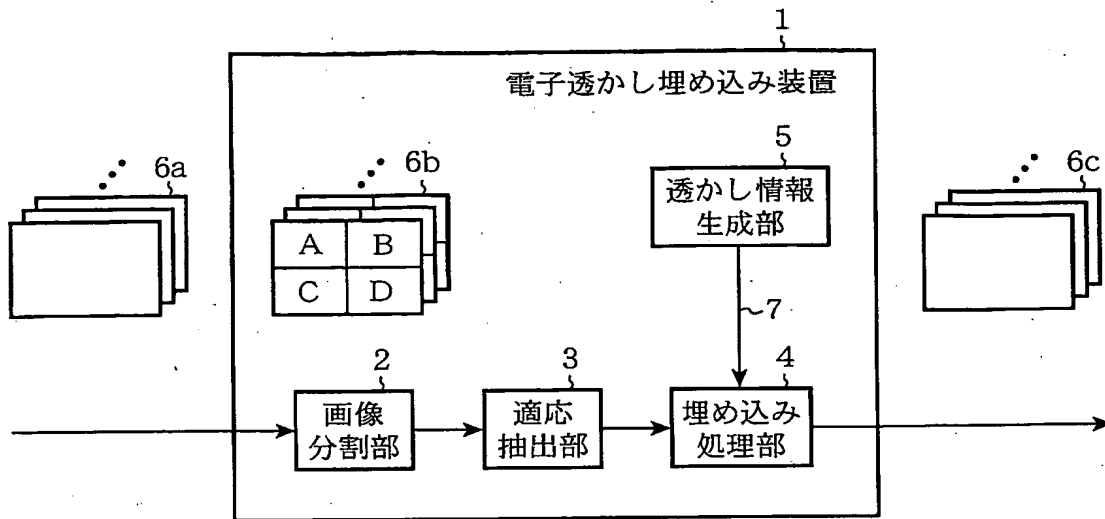 1
電子透かし埋め込み装置
6a
6b
5
6c
透かし情報
生成部
A B
C D
7
2
3
4
画像
分割部
適応
抽出部
埋め込み
処理部